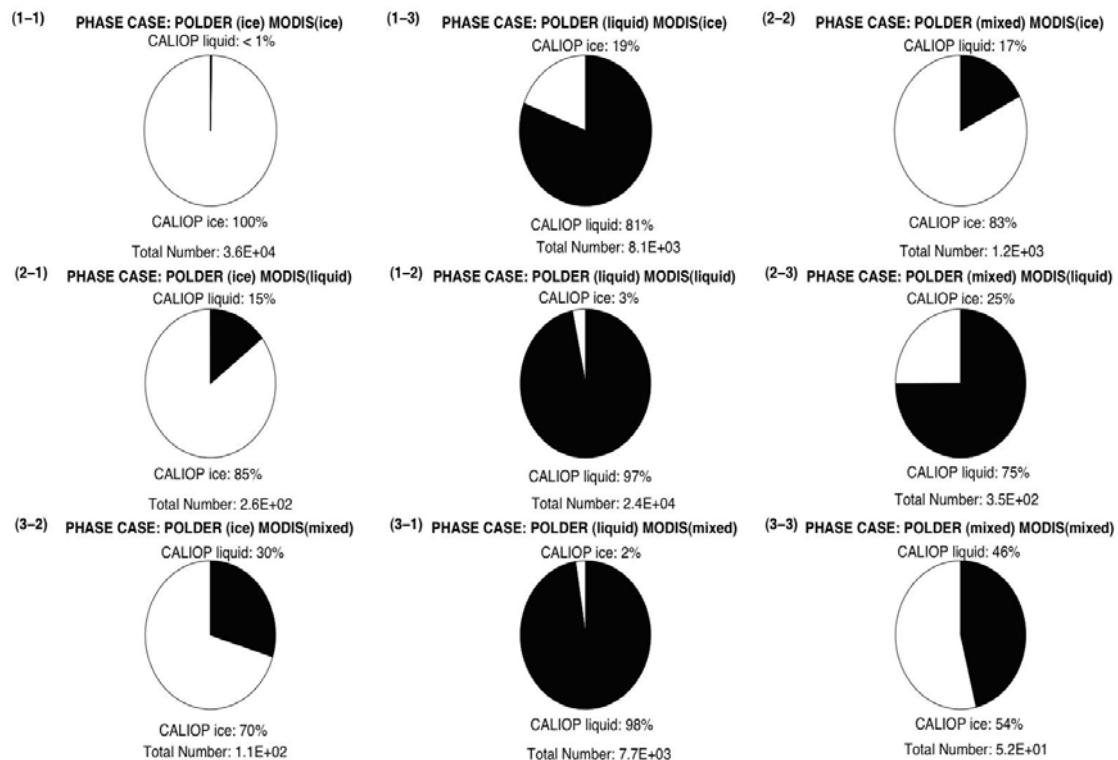 (1–1) PHASE CASE: POLDER (ice) MODIS(ice)
CALIOP liquid: < 1%
CALIOP ice: 100%
Total Number: 3.6E+04
(1–3) PHASE CASE: POLDER (liquid) MODIS(ice)
CALIOP ice: 19%
CALIOP liquid: 81%
Total Number: 8.1E+03
(2–2) PHASE CASE: POLDER (mixed) MODIS(ice)
CALIOP liquid: 17%
CALIOP ice: 83%
Total Number: 1.2E+03
(2–1) PHASE CASE: POLDER (ice) MODIS(liquid)
CALIOP liquid: 15%
CALIOP ice: 85%
Total Number: 2.6E+02
(1–2) PHASE CASE: POLDER (liquid) MODIS(liquid)
CALIOP ice: 3%
CALIOP liquid: 97%
Total Number: 2.4E+04
(2–3) PHASE CASE: POLDER (mixed) MODIS(liquid)
CALIOP ice: 25%
CALIOP liquid: 75%
Total Number: 3.5E+02
(3–2) PHASE CASE: POLDER (ice) MODIS(mixed)
CALIOP liquid: 30%
CALIOP ice: 70%
Total Number: 1.1E+02
(3–1) PHASE CASE: POLDER (liquid) MODIS(mixed)
CALIOP ice: 2%
CALIOP liquid: 98%
Total Number: 7.7E+03
(3–3) PHASE CASE: POLDER (mixed) MODIS(mixed)
CALIOP liquid: 46%
CALIOP ice: 54%
Total Number: 5.2E+01